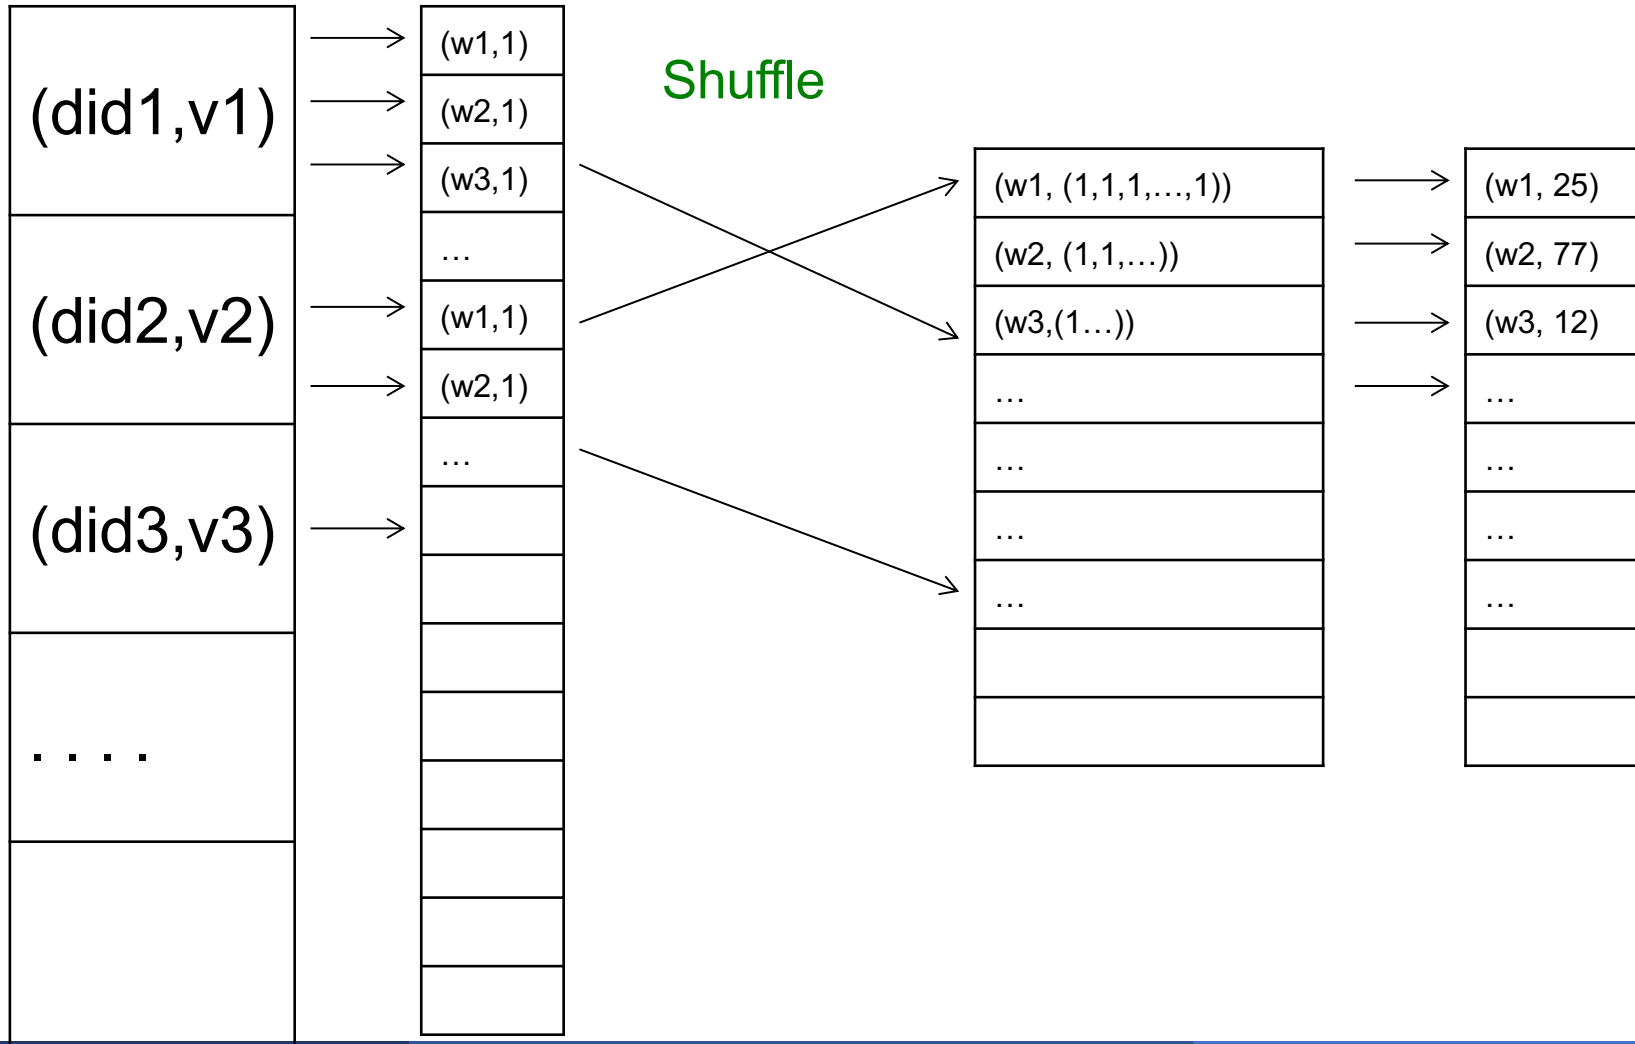 (did1,v1)
(did2,v2)
(did3,v3)
. . . .
(w1,1)
(w2,1)
(w3,1)
…
(w1,1)
(w2,1)
…
Shuffle
(w1, (1,1,1,…,1))
(w2, (1,1,…))
(w3,(1…))
…
…
…
…
(w1, 25)
(w2, 77)
(w3, 12)
…
…
…
…